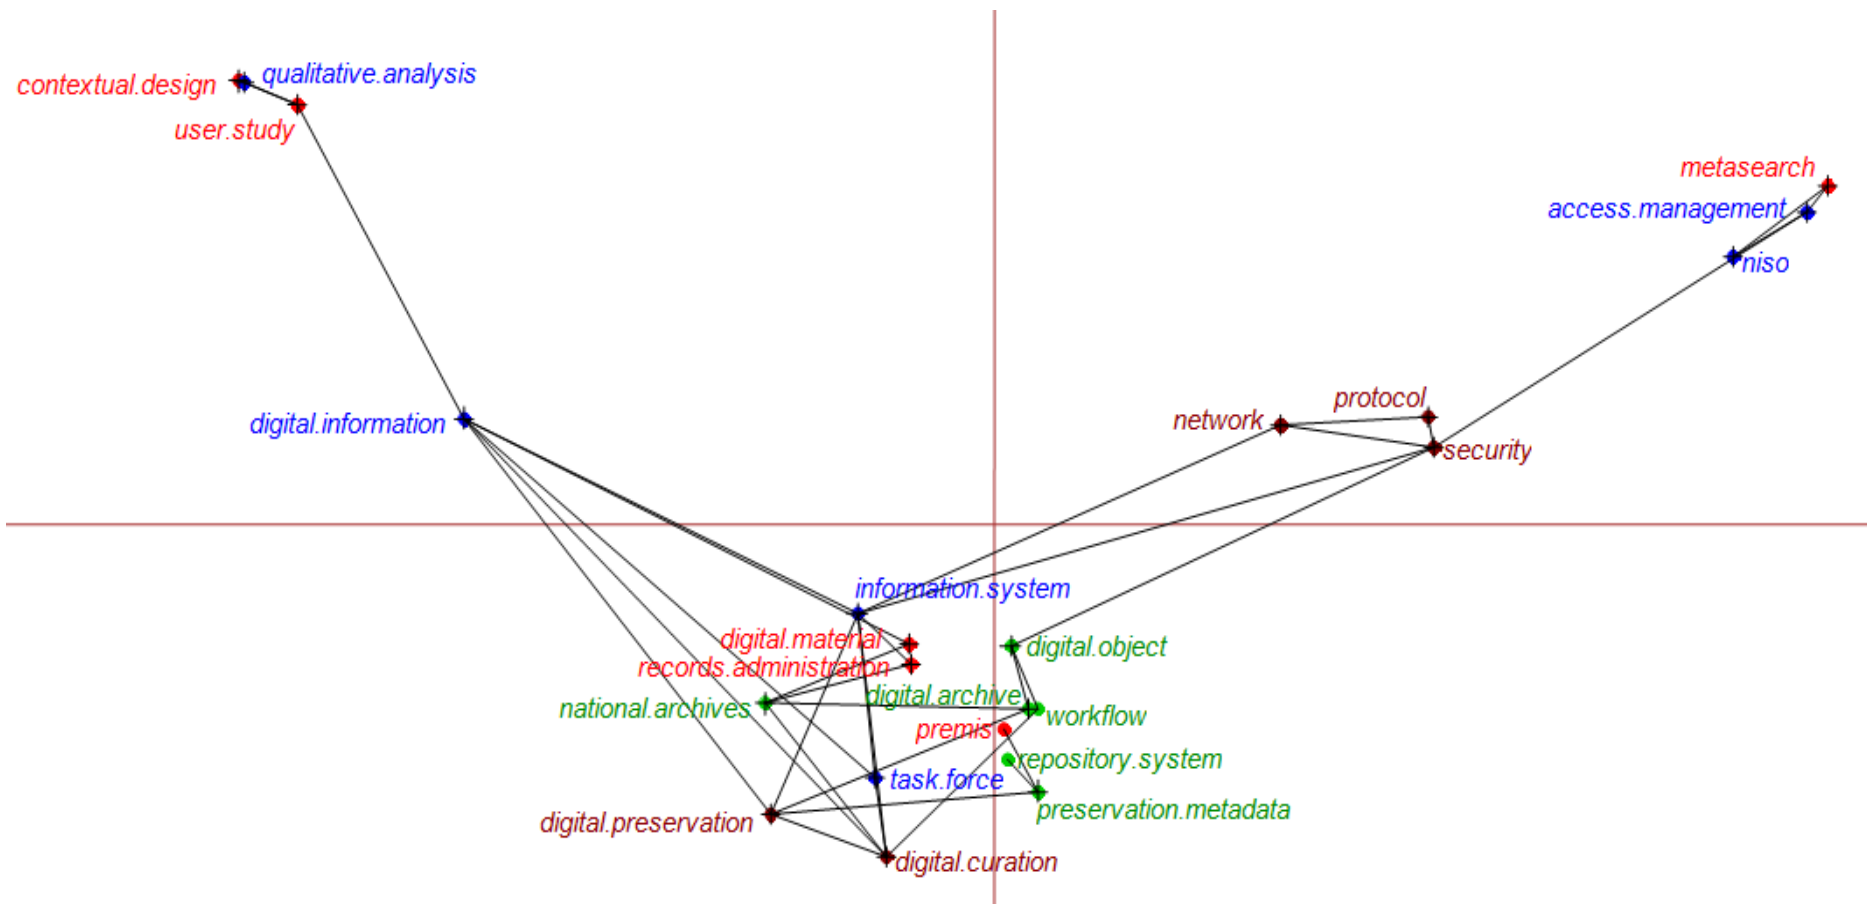 qualitative.analysis
contextual.design
user.study
metasearch
access.management
niso
protocol
network
digital.information
security
information.system
digital.material
digital.object
records.administration
digital.archive
national.archives
workflow
premis
repository.system
task.force
preservation.metadata
digital.preservation
digital.curation